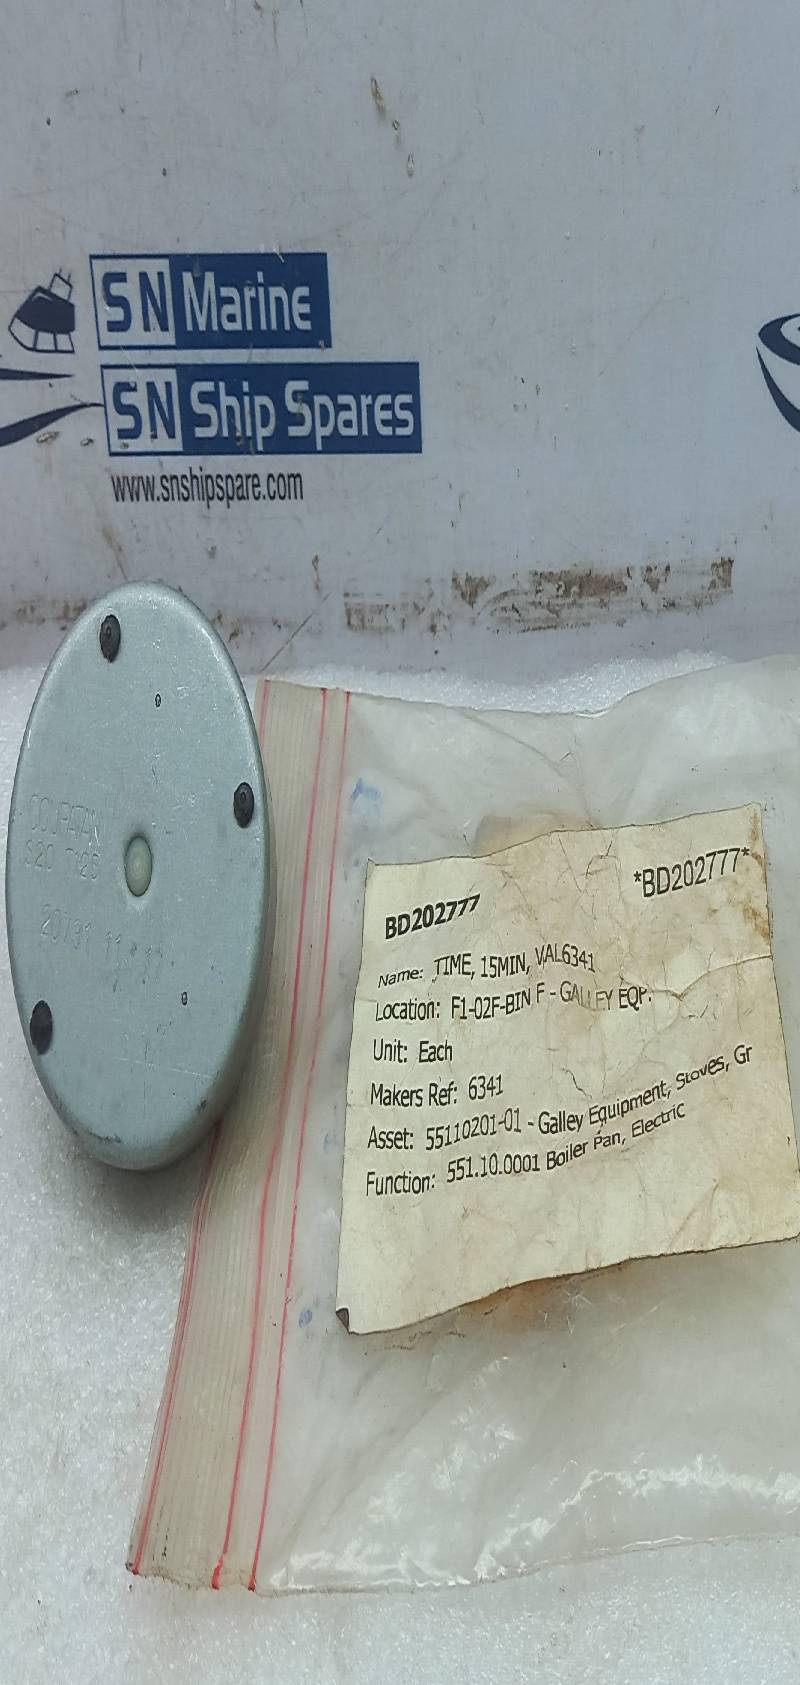 SN Marine
SN Ship Spares
www.snshipspare.com
BD202777
*BD202777*
Name: TIME, 15MIN, VAL6341
Location: F1-02F-BIN F - GALLEY EQP.
Unit: Each
Makers Ref: 6341
Asset: 55110201-01 - Galley Equipment, Stoves, Gr
Function: 551.10.0001 Boiler Pan, Electric